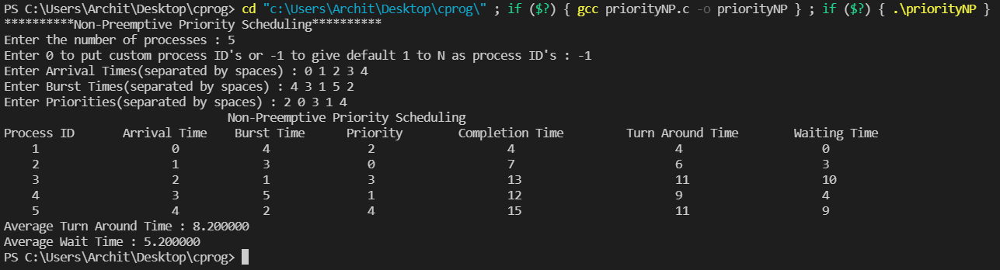 PS C:\Users\Archit\Desktop\cprog> cd "c:\Users\Archit\Desktop\cprog\" ; if ($?) { gcc priorityNP.c -o priorityNP } ; if ($?) { .\priorityNP }
**********Non-Preemptive Priority Scheduling**********
Enter the number of processes : 5
Enter 0 to put custom process ID's or -1 to give default 1 to N as process ID's : -1
Enter Arrival Times(separated by spaces) : 0 1 2 3 4
Enter Burst Times(separated by spaces) : 4 3 1 5 2
Enter Priorities(separated by spaces) : 2 0 3 1 4
Non-Preemptive Priority Scheduling
Process ID Arrival Time Burst Time Priority Completion Time Turn Around Time Waiting Time
1 0 4 2 4 4 0
2 1 3 0 7 6 3
3 2 1 3 13 11 10
4 3 5 1 12 9 4
5 4 2 4 15 11 9
Average Turn Around Time : 8.200000
Average Wait Time : 5.200000
PS C:\Users\Archit\Desktop\cprog>